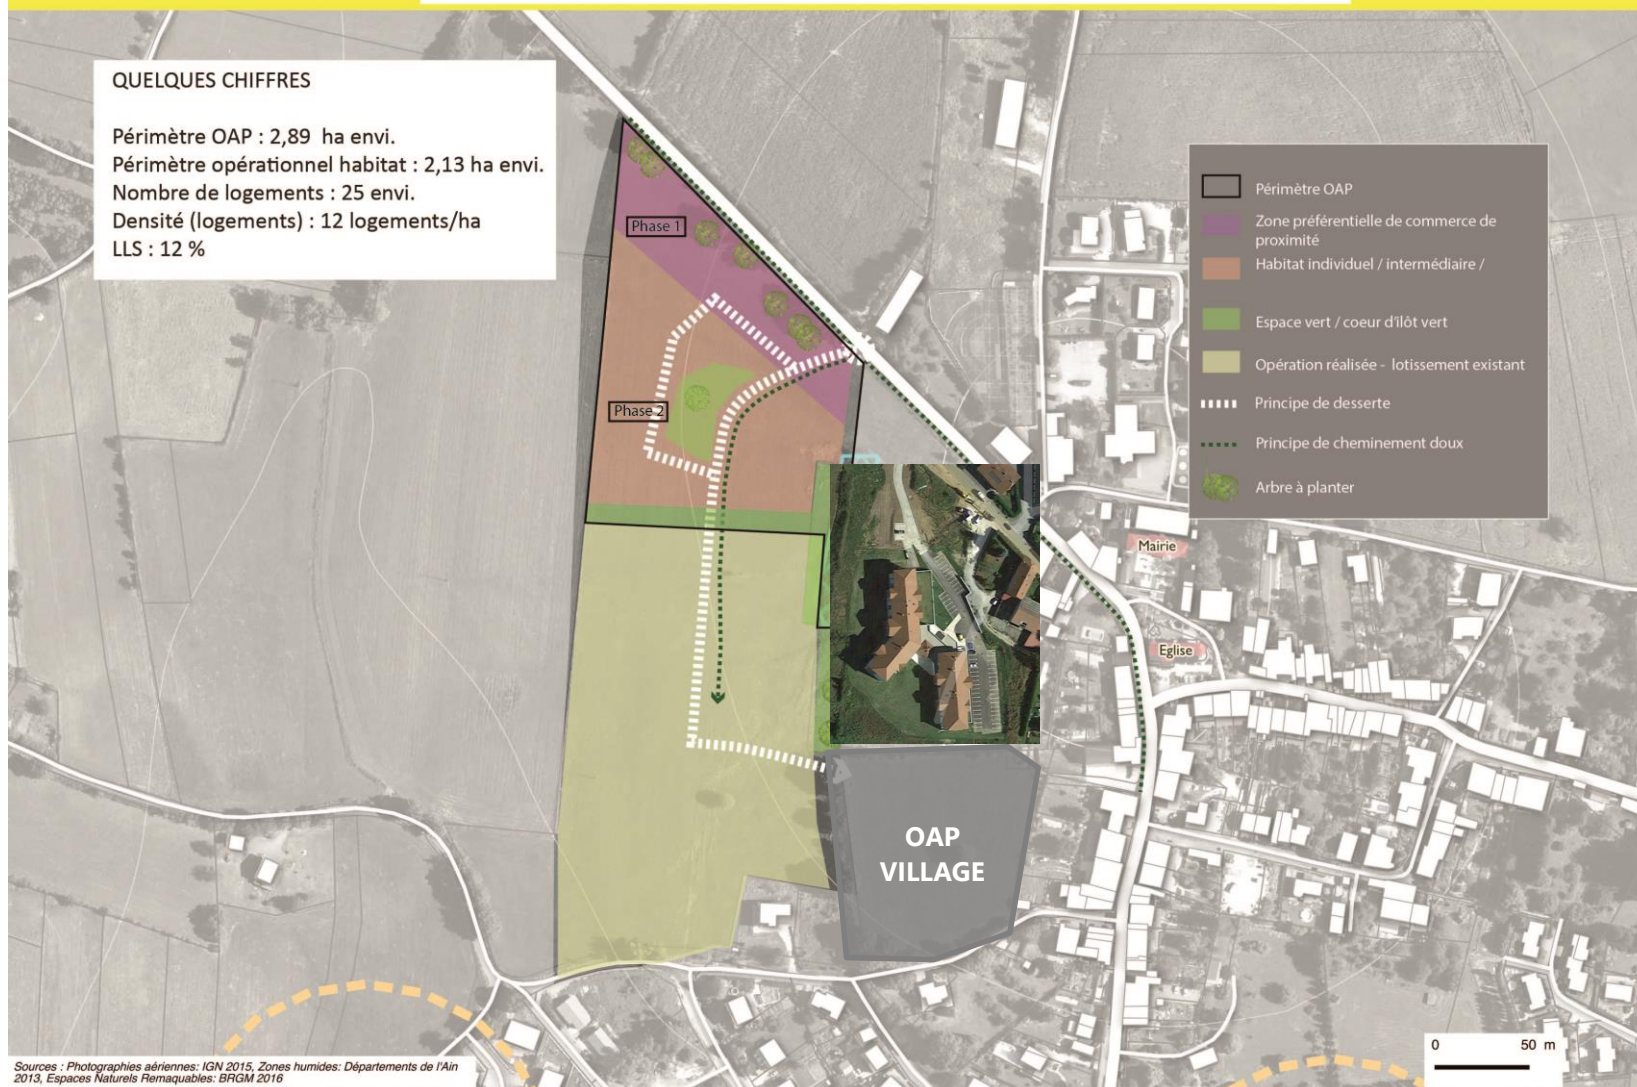 QUELQUES CHIFFRES
Périmètre OAP : 2,89 ha envi.
Périmètre opérationnel habitat : 2,13 ha envi.
Nombre de logements : 25 envi.
Densité (logements) : 12 logements/ha
LLS : 12 %
Périmètre OAP
Zone préférentielle de commerce de
proximité
Habitat individuel / intermédiaire /
Espace vert / coeur d'ilôt vert
Opération réalisée - lotissement existant
Principe de desserte
Principe de cheminement doux
Arbre à planter
Phase 1
Phase 2
Mairie
Eglise
OAP
VILLAGE
0 50 m
Sources : Photographies aériennes: IGN 2015, Zones humides: Départements de l'Ain
2013, Espaces Naturels Remaquables: BRGM 2016